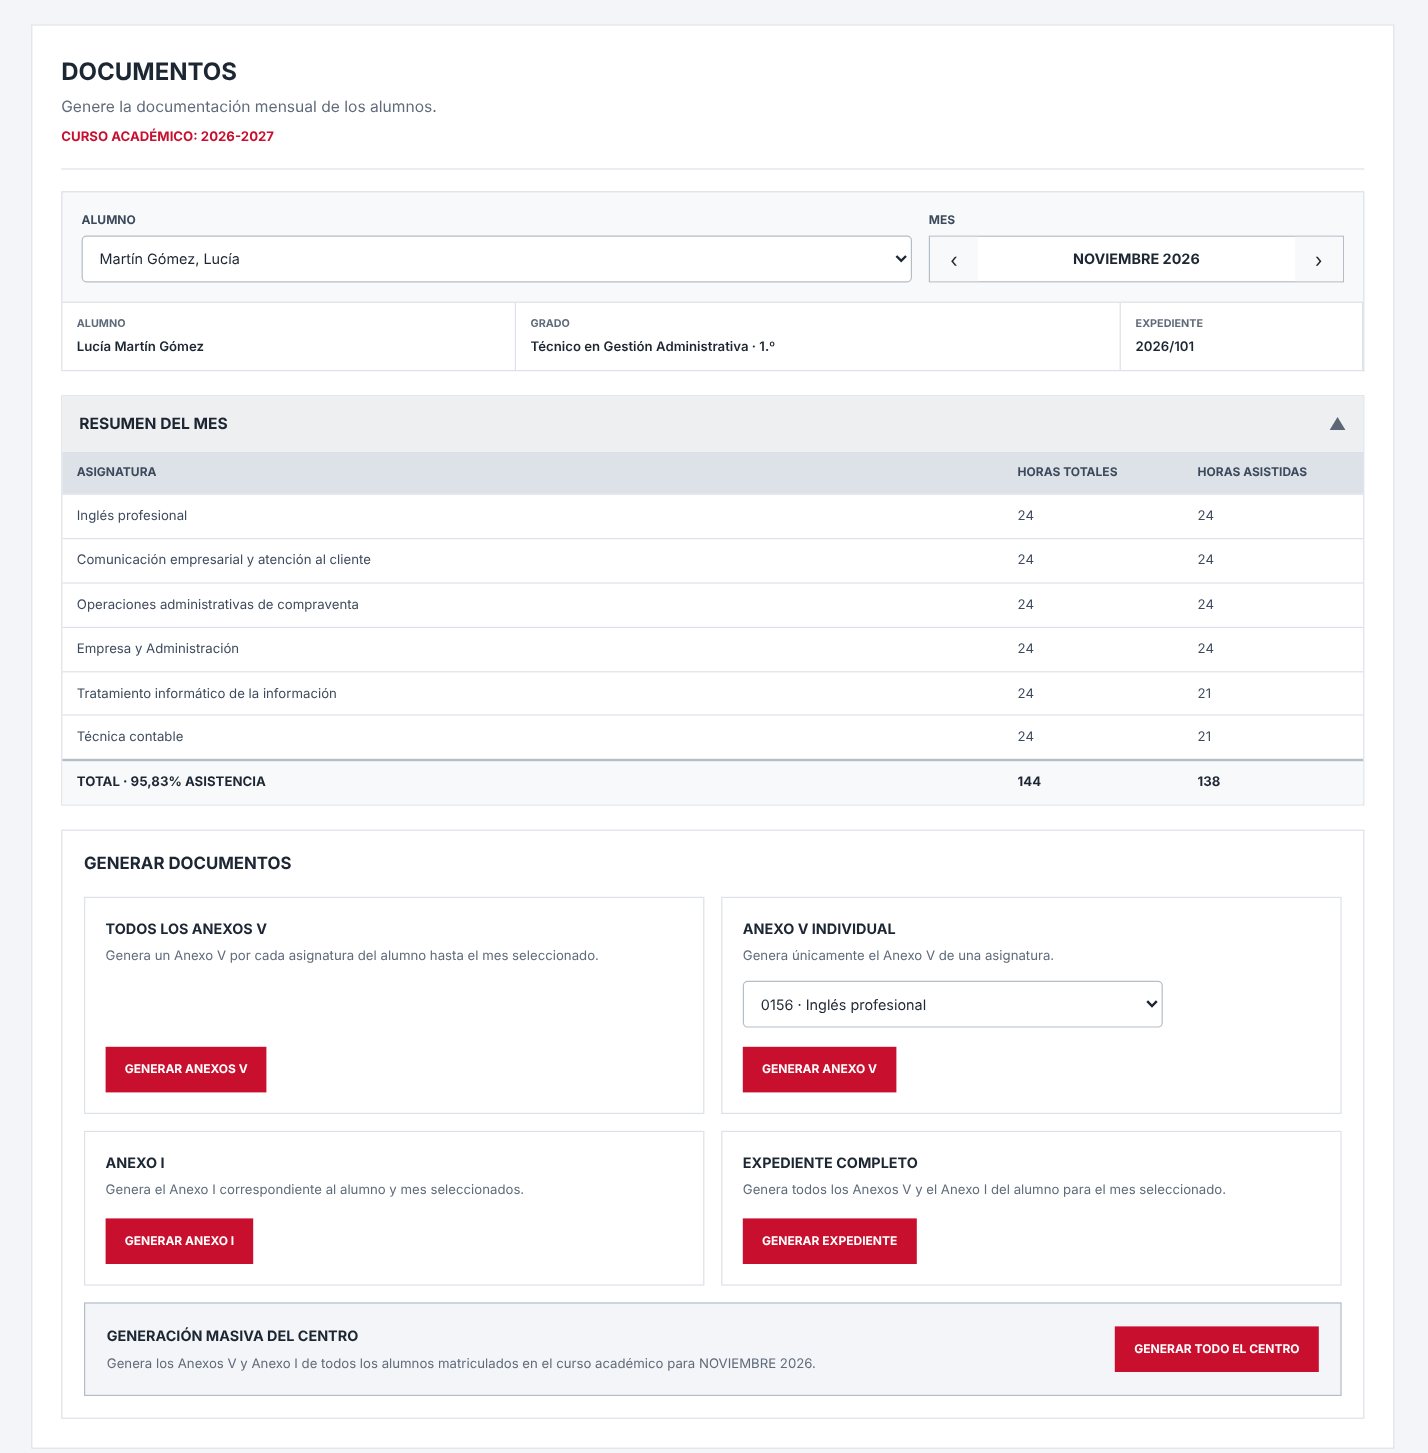 DOCUMENTOS
Genere la documentación mensual de los alumnos.
CURSO ACADÉMICO: 2026-2027
ALUMNO
MES
Martín Gómez, Lucía
‹ NOVIEMBRE 2026 ›
ALUMNO
GRADO
EXPEDIENTE
Lucía Martín Gómez
Técnico en Gestión Administrativa · 1.º
2026/101
RESUMEN DEL MES ▲
ASIGNATURA HORAS TOTALES HORAS ASISTIDAS
Inglés profesional 24 24
Comunicación empresarial y atención al cliente 24 24
Operaciones administrativas de compraventa 24 24
Empresa y Administración 24 24
Tratamiento informático de la información 24 21
Técnica contable 24 21
TOTAL · 95,83% ASISTENCIA 144 138
GENERAR DOCUMENTOS
TODOS LOS ANEXOS V
Genera un Anexo V por cada asignatura del alumno hasta el mes seleccionado.
GENERAR ANEXOS V
ANEXO V INDIVIDUAL
Genera únicamente el Anexo V de una asignatura.
0156 · Inglés profesional
GENERAR ANEXO V
ANEXO I
Genera el Anexo I correspondiente al alumno y mes seleccionados.
GENERAR ANEXO I
EXPEDIENTE COMPLETO
Genera todos los Anexos V y el Anexo I del alumno para el mes seleccionado.
GENERAR EXPEDIENTE
GENERACIÓN MASIVA DEL CENTRO
Genera los Anexos V y Anexo I de todos los alumnos matriculados en el curso académico para NOVIEMBRE 2026.
GENERAR TODO EL CENTRO